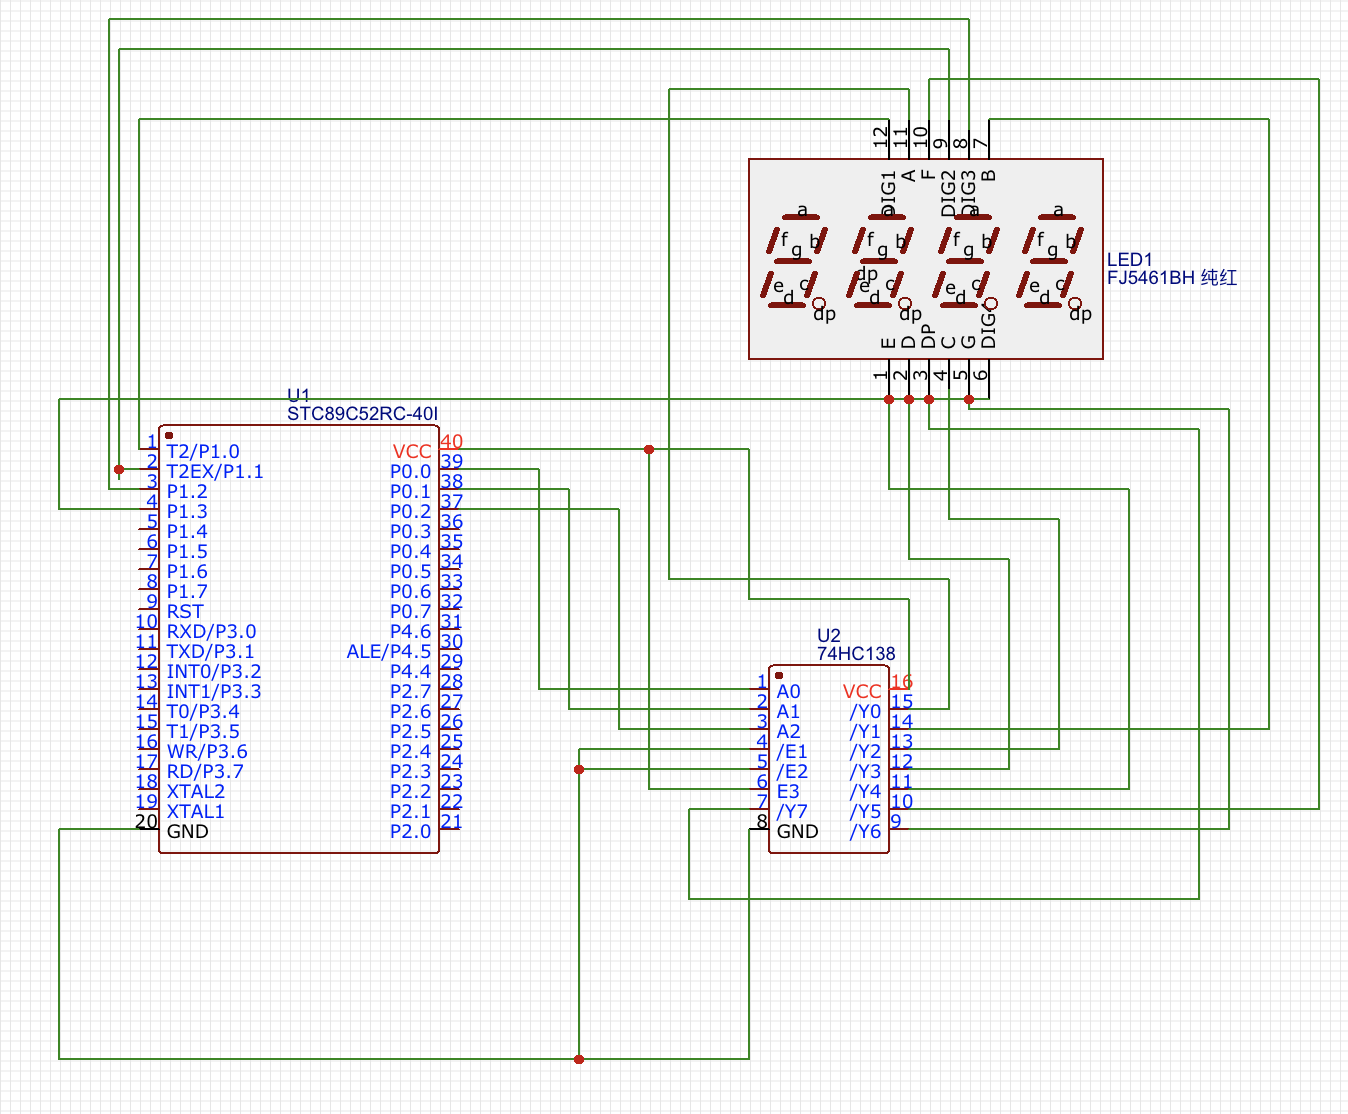 12
11
10
9
8
7
DIG1
A
F
DIG2
DIG3
B
a
a
a
a
f
b
g
f
b
g
f
b
g
f
b
g
dp
e
c
d
e
c
d
e
c
d
e
c
d
dp
dp
dp
LED1
FJ5461BH 纯红
E
D
DP
C
G
DIG4
1
2
3
4
5
6
U1
STC89C52RC-40I
1 T2/P1.0
2 T2EX/P1.1
3 P1.2
4 P1.3
5 P1.4
6 P1.5
7 P1.6
8 P1.7
9 RST
10 RXD/P3.0
11 TXD/P3.1
12 INT0/P3.2
13 INT1/P3.3
14 T0/P3.4
15 T1/P3.5
16 WR/P3.6
17 RD/P3.7
18 XTAL2
19 XTAL1
20 GND
VCC 40
P0.0 39
P0.1 38
P0.2 37
P0.3 36
P0.4 35
P0.5 34
P0.6 33
P0.7 32
P4.6 31
ALE/P4.5 30
P4.4 29
P2.7 28
P2.6 27
P2.5 26
P2.4 25
P2.3 24
P2.2 23
P2.1 22
P2.0 21
U2
74HC138
1 A0
2 A1
3 A2
4 /E1
5 /E2
6 E3
7 /Y7
8 GND
VCC 16
/Y0 15
/Y1 14
/Y2 13
/Y3 12
/Y4 11
/Y5 10
/Y6 9